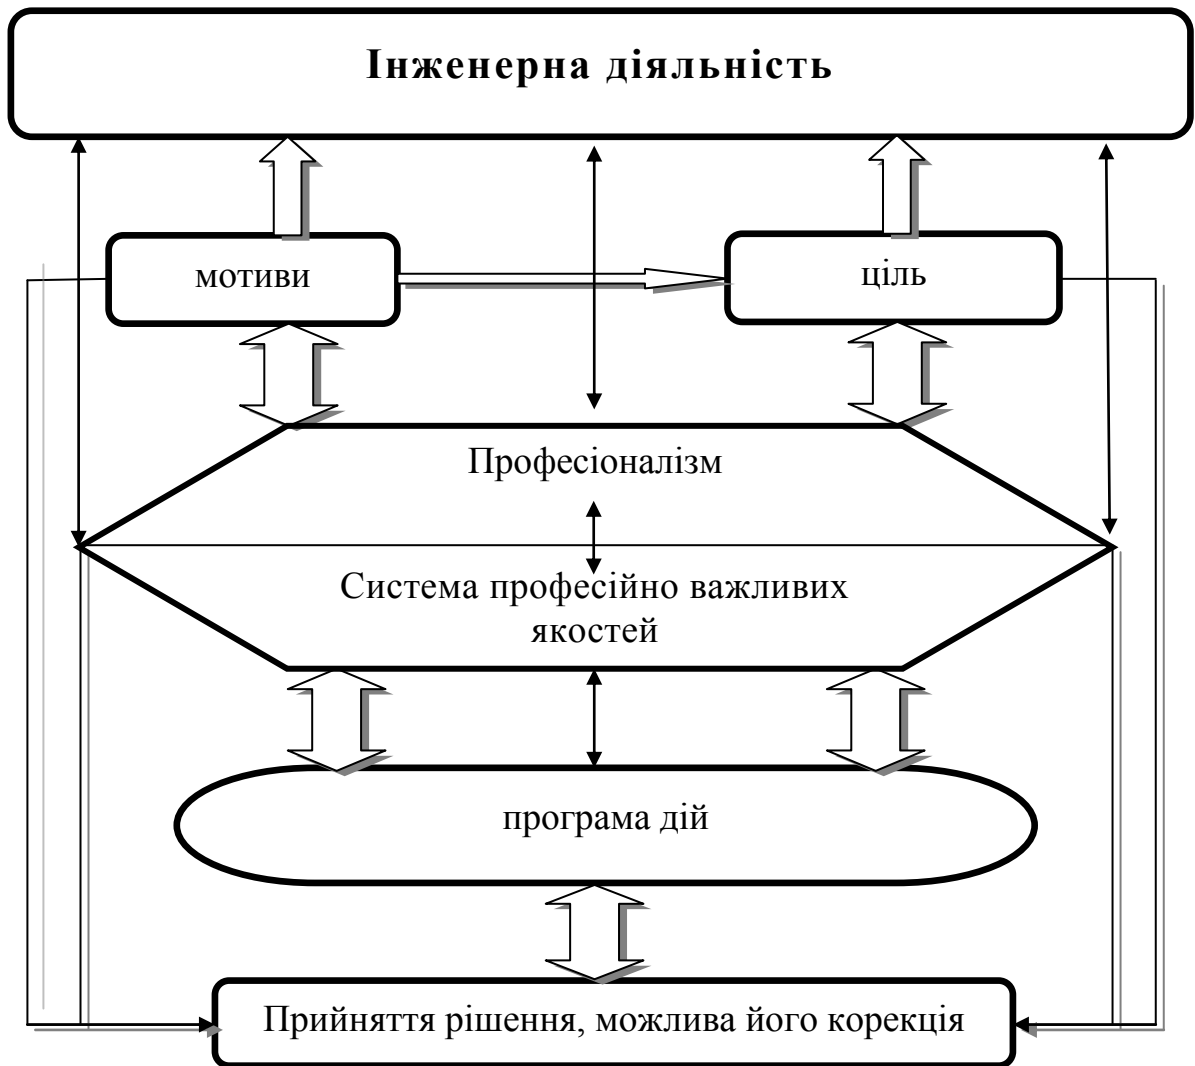 Інженерна діяльність
мотиви
ціль
Професіоналізм
Система професійно важливих
якостей
програма дій
Прийняття рішення, можлива його корекція